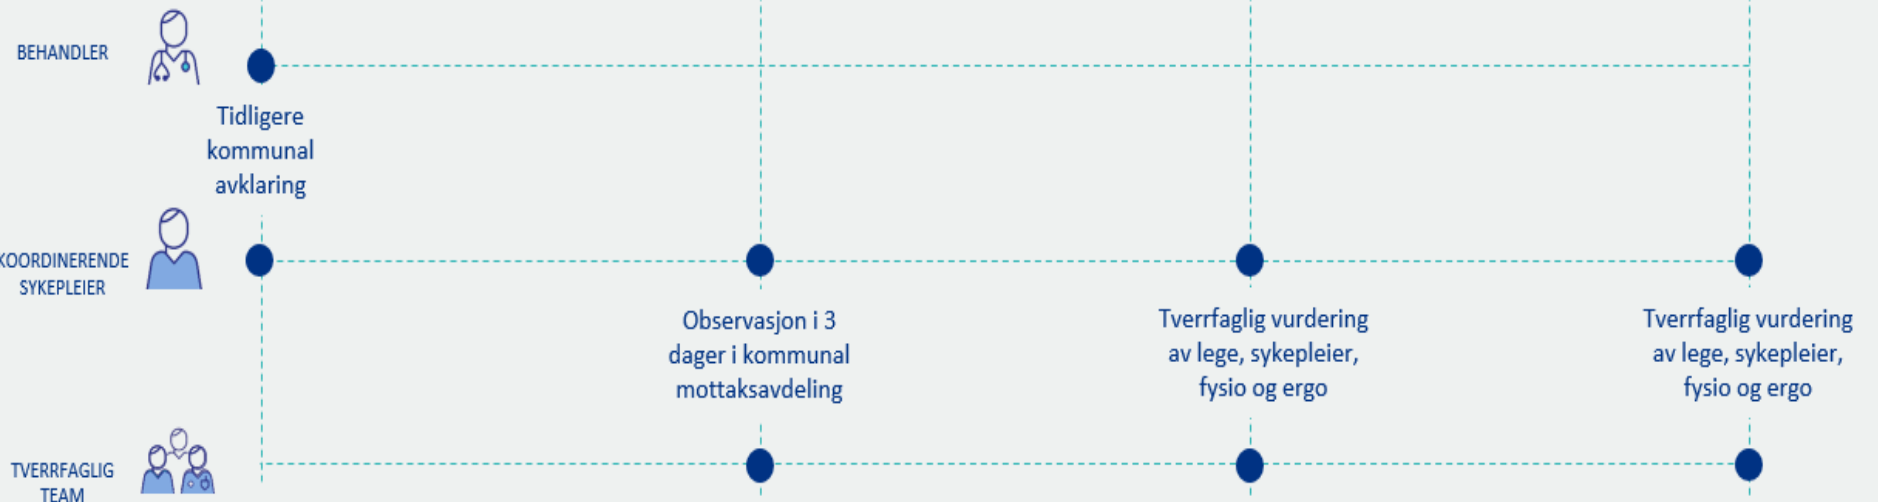 BEHANDLER
Tidligere
kommunal
avklaring
KOORDINERENDE
SYKEPLEIER
Observasjon i 3
dager i kommunal
mottaksavdeling
Tverrfaglig vurdering
av lege, sykepleier,
fysio og ergo
Tverrfaglig vurdering
av lege, sykepleier,
fysio og ergo
TVERRFAGLIG
TEAM